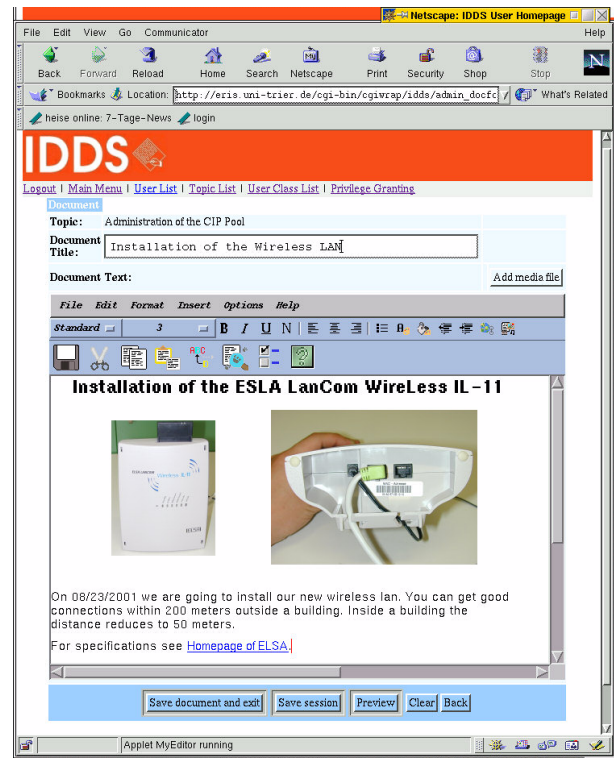 Netscape: IDDS User Homepage
File Edit View Go Communicator Help
Back Forward Reload Home Search Netscape Print Security Shop Stop
My
N
Bookmarks Location: http://eris.uni-trier.de/cgi-bin/cgiwrap/idds/admin_docfo What's Related
heise online: 7-Tage-News login
IDDS
Logout | Main Menu | User List | Topic List | User Class List | Privilege Granting
Document
Topic: Administration of the CIP Pool
Document Title: Installation of the Wireless LAN
Document Text: Add media file
File Edit Format Insert Options Help
Standard 3 B I U N
Installation of the ESLA LanCom WireLess IL-11
On 08/23/2001 we are going to install our new wireless lan. You can get good
connections within 200 meters outside a building. Inside a building the
distance reduces to 50 meters.
For specifications see Homepage of ELSA.
Save document and exit Save session Preview Clear Back
Applet MyEditor running